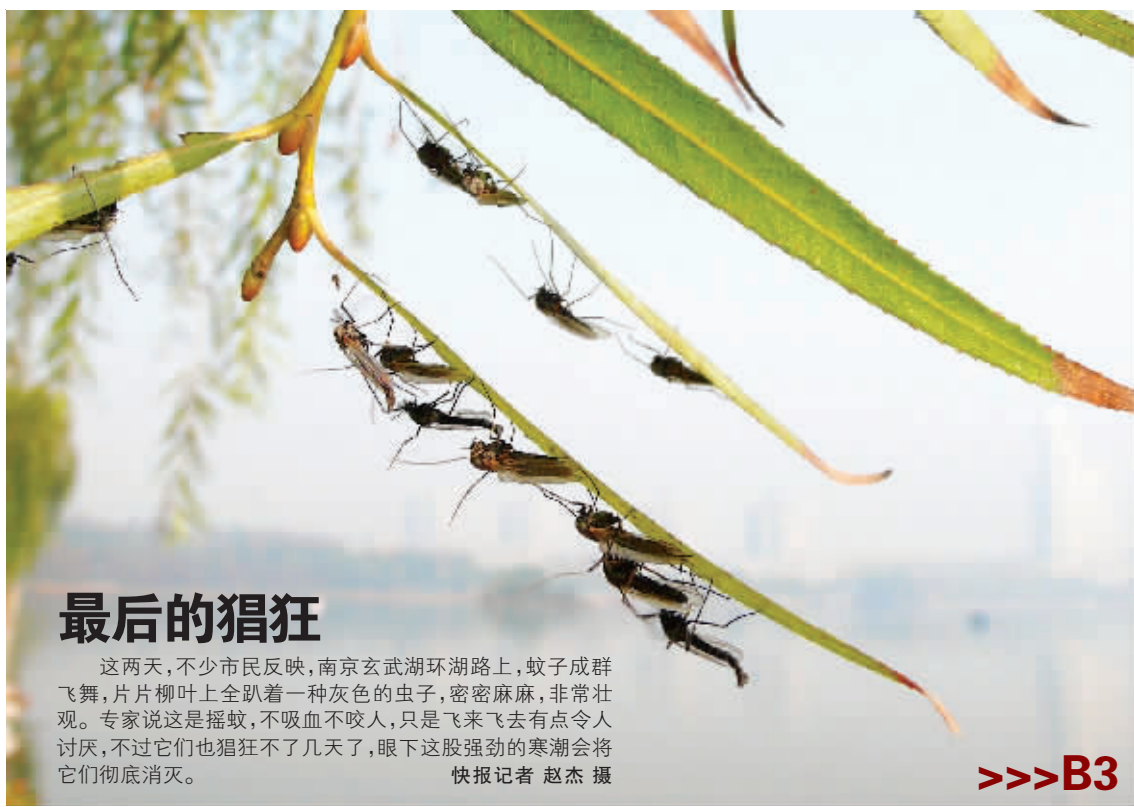 最后的猖狂
这两天,不少市民反映,南京玄武湖环湖路上,蚊子成群
飞舞,片片柳叶上全趴着一种灰色的虫子,密密麻麻,非常壮
观。专家说这是摇蚊,不吸血不咬人,只是飞来飞去有点令人
讨厌,不过它们也猖狂不了几天了,眼下这股强劲的寒潮会将
它们彻底消灭。 快报记者 赵杰 摄
>>>B3